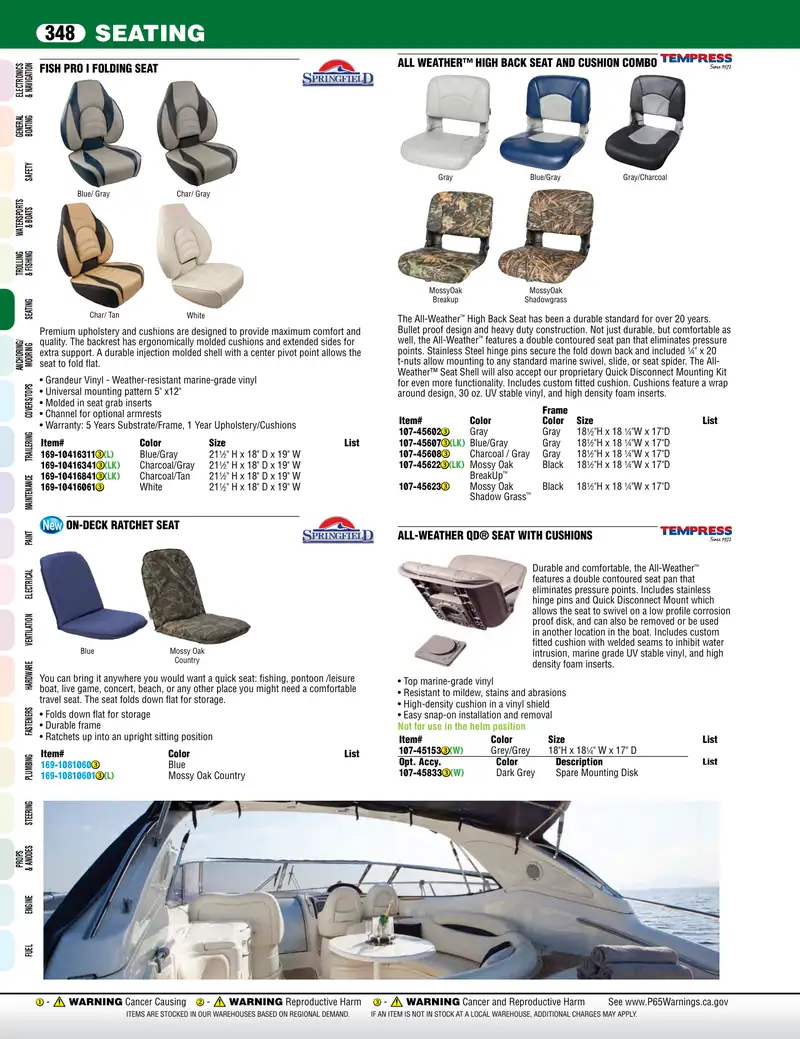 348 SEATING
ELECTRONICS
& NAVIGATION
GENERAL
BOATING
SAFETY
WATERSPORTS
& BOATS
TROLLING
& FISHING
SEATING
ANCHORING/
MOORING
COVERS/TOPS
TRAILERING
MAINTENANCE
PAINT
ELECTRICAL
VENTILATION
HARDWARE
FASTENERS
PLUMBING
STEERING
PROPS
& ANODES
ENGINE
FUEL
FISH PRO I FOLDING SEAT
SPRINGFIELD
Blue/ Gray
Char/ Gray
Char/ Tan
White
Premium upholstery and cushions are designed to provide maximum comfort and
quality. The backrest has ergonomically molded cushions and extended sides for
extra support. A durable injection molded shell with a center pivot point allows the
seat to fold flat.
• Grandeur Vinyl - Weather-resistant marine-grade vinyl
• Universal mounting pattern 5" x12"
• Molded in seat grab inserts
• Channel for optional armrests
• Warranty: 5 Years Substrate/Frame, 1 Year Upholstery/Cushions
Item# Color Size List
169-10416311③(L) Blue/Gray 21½" H x 18" D x 19" W
169-10416341③(LK) Charcoal/Gray 21½" H x 18" D x 19" W
169-10416841③(LK) Charcoal/Tan 21½" H x 18" D x 19" W
169-10416061③ White 21½" H x 18" D x 19" W
New ON-DECK RATCHET SEAT
SPRINGFIELD
Blue
Mossy Oak
Country
You can bring it anywhere you would want a quick seat: fishing, pontoon /leisure
boat, live game, concert, beach, or any other place you might need a comfortable
travel seat. The seat folds down flat for storage.
• Folds down flat for storage
• Durable frame
• Ratchets up into an upright sitting position
Item# Color List
169-1081060③ Blue
169-10810601③(L) Mossy Oak Country
ALL WEATHER™ HIGH BACK SEAT AND CUSHION COMBO
TEMPRESS
Since 1972
Gray
Blue/Gray
Gray/Charcoal
MossyOak
Breakup
MossyOak
Shadowgrass
The All-Weather™ High Back Seat has been a durable standard for over 20 years.
Bullet proof design and heavy duty construction. Not just durable, but comfortable as
well, the All-Weather™ features a double contoured seat pan that eliminates pressure
points. Stainless Steel hinge pins secure the fold down back and included ¼" x 20
t-nuts allow mounting to any standard marine swivel, slide, or seat spider. The All-
Weather™ Seat Shell will also accept our proprietary Quick Disconnect Mounting Kit
for even more functionality. Includes custom fitted cushion. Cushions feature a wrap
around design, 30 oz. UV stable vinyl, and high density foam inserts.
Frame
Item# Color Color Size List
107-45602③ Gray Gray 18½"H x 18 ¼"W x 17"D
107-45607③(LK) Blue/Gray Gray 18½"H x 18 ¼"W x 17"D
107-45608③ Charcoal / Gray Gray 18½"H x 18 ¼"W x 17"D
107-45622③(LK) Mossy Oak Black 18½"H x 18 ¼"W x 17"D
BreakUp™
107-45623③ Mossy Oak Black 18½"H x 18 ¼"W x 17"D
Shadow Grass™
ALL-WEATHER QD® SEAT WITH CUSHIONS
TEMPRESS
Since 1972
Durable and comfortable, the All-Weather™
features a double contoured seat pan that
eliminates pressure points. Includes stainless
hinge pins and Quick Disconnect Mount which
allows the seat to swivel on a low profile corrosion
proof disk, and can also be removed or be used
in another location in the boat. Includes custom
fitted cushion with welded seams to inhibit water
intrusion, marine grade UV stable vinyl, and high
density foam inserts.
• Top marine-grade vinyl
• Resistant to mildew, stains and abrasions
• High-density cushion in a vinyl shield
• Easy snap-on installation and removal
Not for use in the helm position
Item# Color Size List
107-45153③(W) Grey/Grey 18"H x 18¼" W x 17" D
Opt. Accy. Color Description List
107-45833③(W) Dark Grey Spare Mounting Disk
① - ⚠ WARNING Cancer Causing ② - ⚠ WARNING Reproductive Harm ③ - ⚠ WARNING Cancer and Reproductive Harm See www.P65Warnings.ca.gov
ITEMS ARE STOCKED IN OUR WAREHOUSES BASED ON REGIONAL DEMAND. IF AN ITEM IS NOT IN STOCK AT A LOCAL WAREHOUSE, ADDITIONAL CHARGES MAY APPLY.